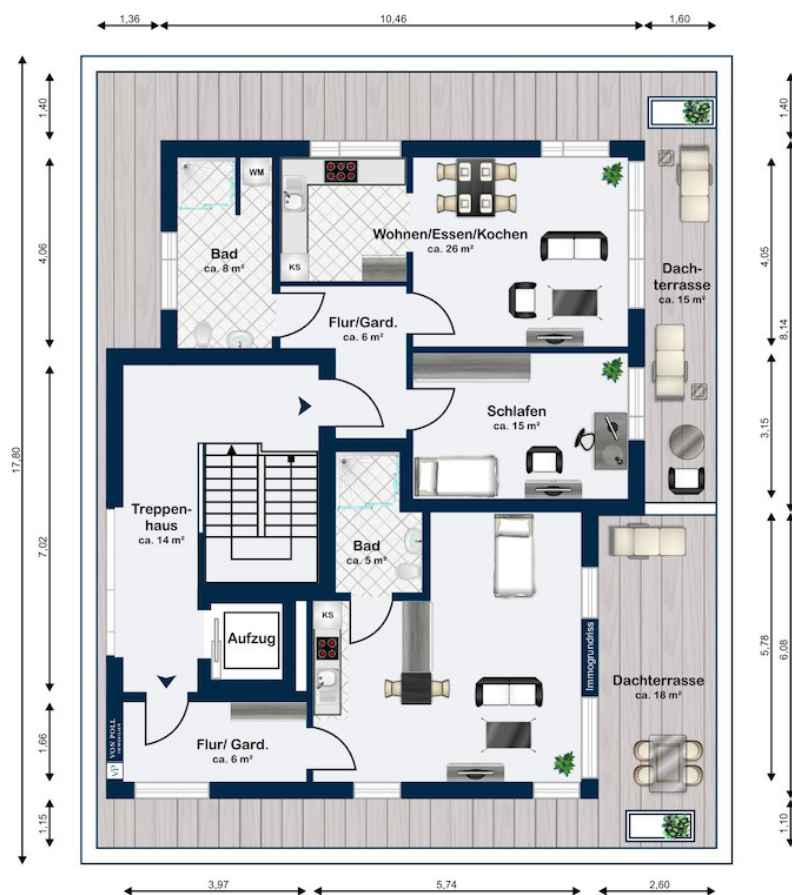 1,36
10,46
1,60
1,40
1,40
WM
Wohnen/Essen/Kochen
ca. 26 m²
Bad
ca. 8 m²
KS
4,06
4,05
Dach-
terrasse
ca. 15 m²
Flur/Gard.
ca. 6 m²
8,14
Schlafen
ca. 15 m²
3,15
17,80
Treppen-
haus
ca. 14 m²
7,02
Bad
ca. 5 m²
KS
Aufzug
Immogrundriss
Dachterrasse
ca. 18 m²
5,78
6,08
VON POLL
IMMOBILIEN
VP
Flur/ Gard.
ca. 6 m²
1,66
1,15
1,10
3,97
5,74
2,60